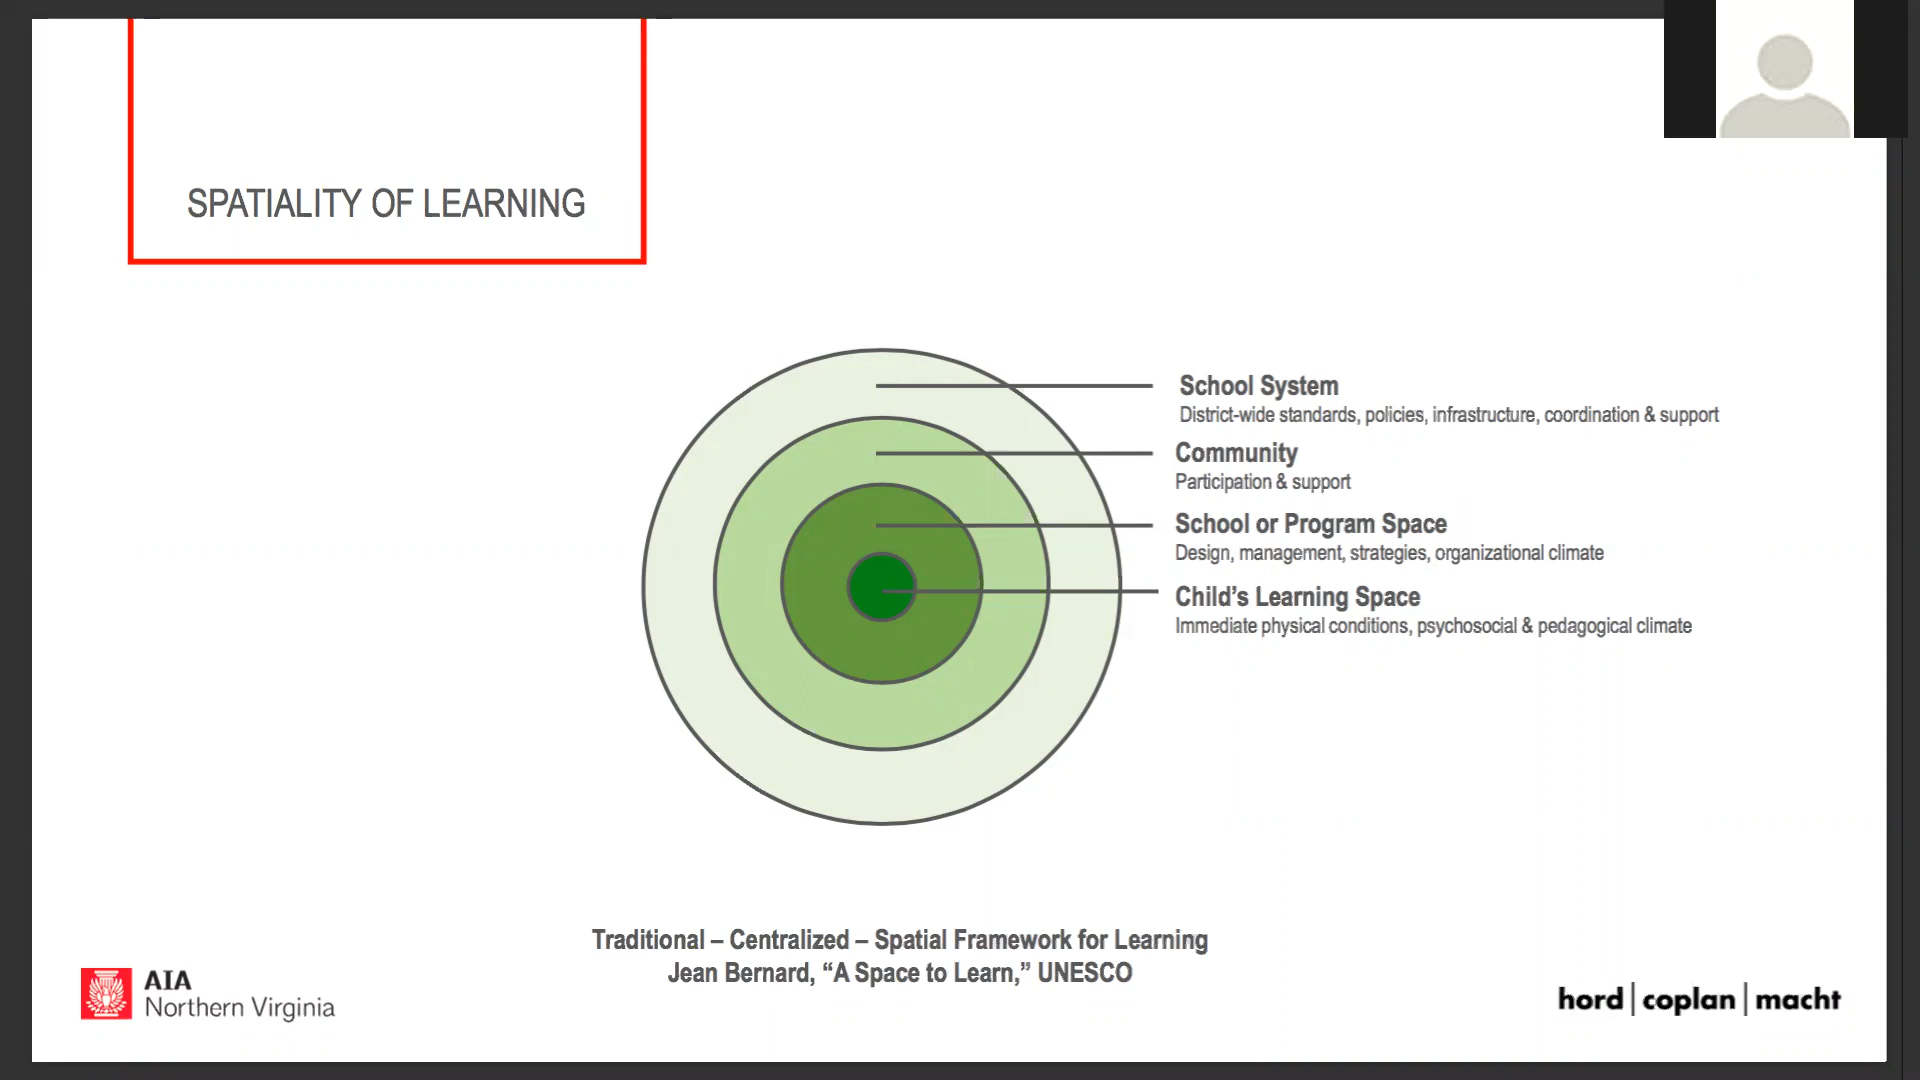 SPATIALITY OF LEARNING
School System
District-wide standards, policies, infrastructure, coordination & support
Community
Participation & support
School or Program Space
Design, management, strategies, organizational climate
Child’s Learning Space
Immediate physical conditions, psychosocial & pedagogical climate
Traditional – Centralized – Spatial Framework for Learning
Jean Bernard, “A Space to Learn,” UNESCO
AIA
Northern Virginia
hord | coplan | macht